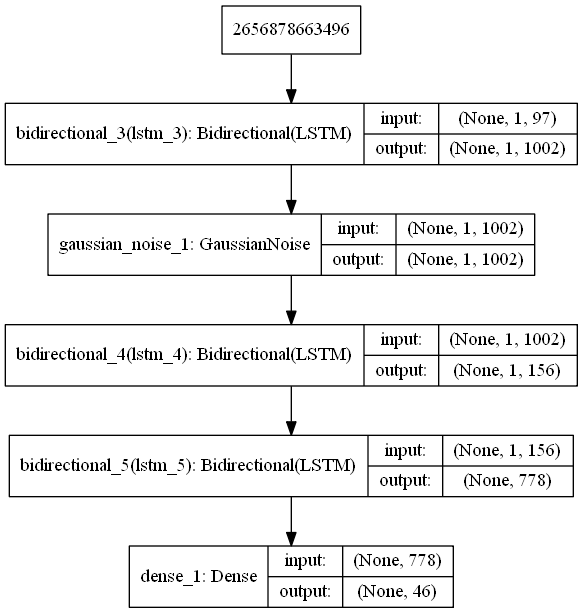 2656878663496
bidirectional_3(lstm_3): Bidirectional(LSTM)
input: (None, 1, 97)
output: (None, 1, 1002)
gaussian_noise_1: GaussianNoise
input: (None, 1, 1002)
output: (None, 1, 1002)
bidirectional_4(lstm_4): Bidirectional(LSTM)
input: (None, 1, 1002)
output: (None, 1, 156)
bidirectional_5(lstm_5): Bidirectional(LSTM)
input: (None, 1, 156)
output: (None, 778)
dense_1: Dense
input: (None, 778)
output: (None, 46)